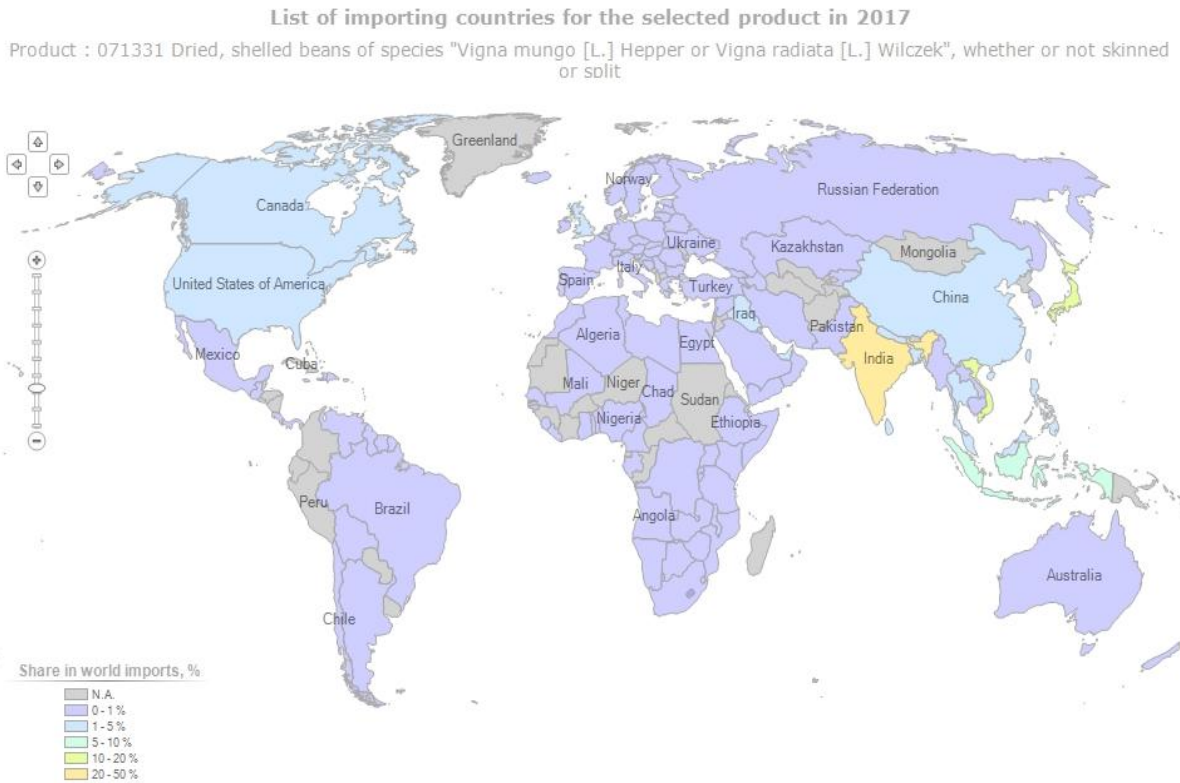 List of importing countries for the selected product in 2017
Product : 071331 Dried, shelled beans of species "Vigna mungo [L.] Hepper or Vigna radiata [L.] Wilczek", whether or not skinned
or split
Greenland
Norway
Russian Federation
Canada
Ukraine
Kazakhstan
Mongolia
Italy
United States of America
Spain
Turkey
China
Iraq
Pakistan
Algeria
Egypt
Mexico
India
Cuba
Mali
Niger
Chad
Sudan
Nigeria
Ethiopia
Peru
Brazil
Angola
Australia
Chile
Share in world imports, %
N.A.
0 - 1 %
1 - 5 %
5 - 10 %
10 - 20 %
20 - 50 %